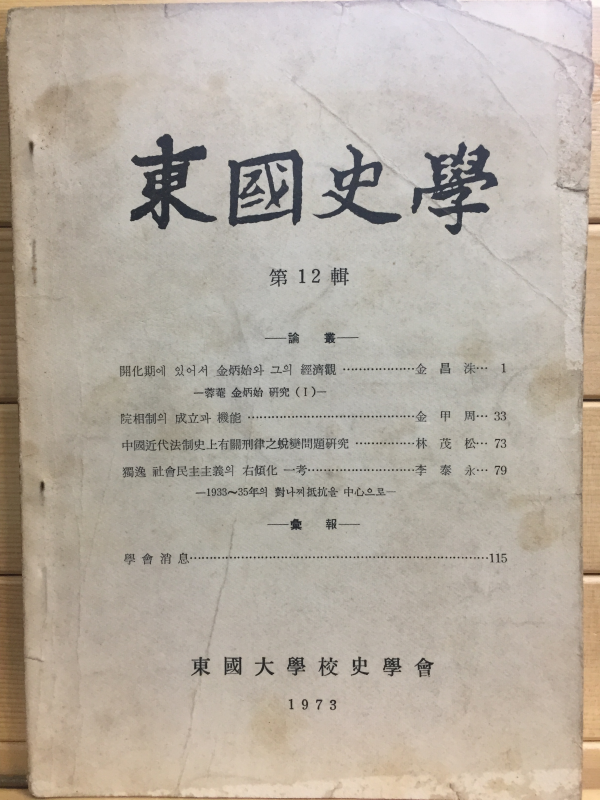 東國史學
第12輯
—論 叢—
開化期에 있어서 金炳始와 그의 經濟觀 ⋯⋯⋯⋯⋯⋯ 金 昌 洙⋯ 1
—蓉菴 金炳始 硏究 (Ⅰ)—
院相制의 成立과 機能 ⋯⋯⋯⋯⋯⋯⋯⋯⋯⋯⋯⋯ 金 甲 周⋯ 33
中國近代法制史上有關刑律之蛻變問題硏究 ⋯⋯⋯⋯⋯ 林 茂 松⋯ 73
獨逸 社會民主主義의 右傾化 一考⋯⋯⋯⋯⋯⋯⋯⋯ 李 泰 永⋯ 79
—1933～35年의 對나찌抵抗을 中心으로—
—彙 報—
學 會 消 息⋯⋯⋯⋯⋯⋯⋯⋯⋯⋯⋯⋯⋯⋯⋯⋯⋯⋯⋯⋯115
東國大學校史學會
1973